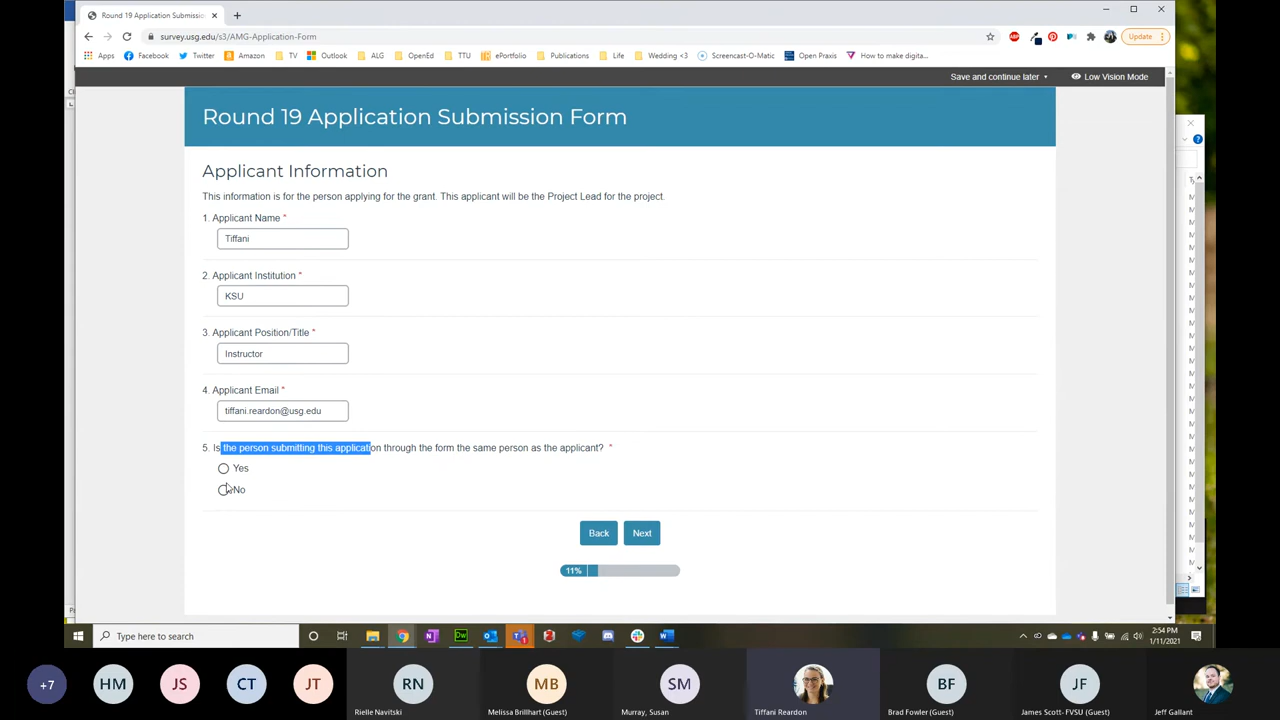 Round 19 Application Submissio
survey.usg.edu/s3/AMG-Application-Form
Update
Apps Facebook Twitter Amazon TV Outlook ALG OpenEd TTU ePortfolio Publications Life Wedding <3 Screencast-O-Matic Open Praxis How to make digita...
Save and continue later Low Vision Mode
Round 19 Application Submission Form
Applicant Information
This information is for the person applying for the grant. This applicant will be the Project Lead for the project.
1. Applicant Name *
Tiffani
2. Applicant Institution *
KSU
3. Applicant Position/Title *
Instructor
4. Applicant Email *
tiffani.reardon@usg.edu
5. Is the person submitting this application through the form the same person as the applicant? *
Yes
No
Back Next
11%
Type here to search
2:54 PM
1/11/2021
+7 HM JS CT JT RN MB SM BF JF
Rielle Navitski Melissa Brillhart (Guest) Murray, Susan Tiffani Reardon Brad Fowler (Guest) James Scott- FVSU (Guest) Jeff Gallant